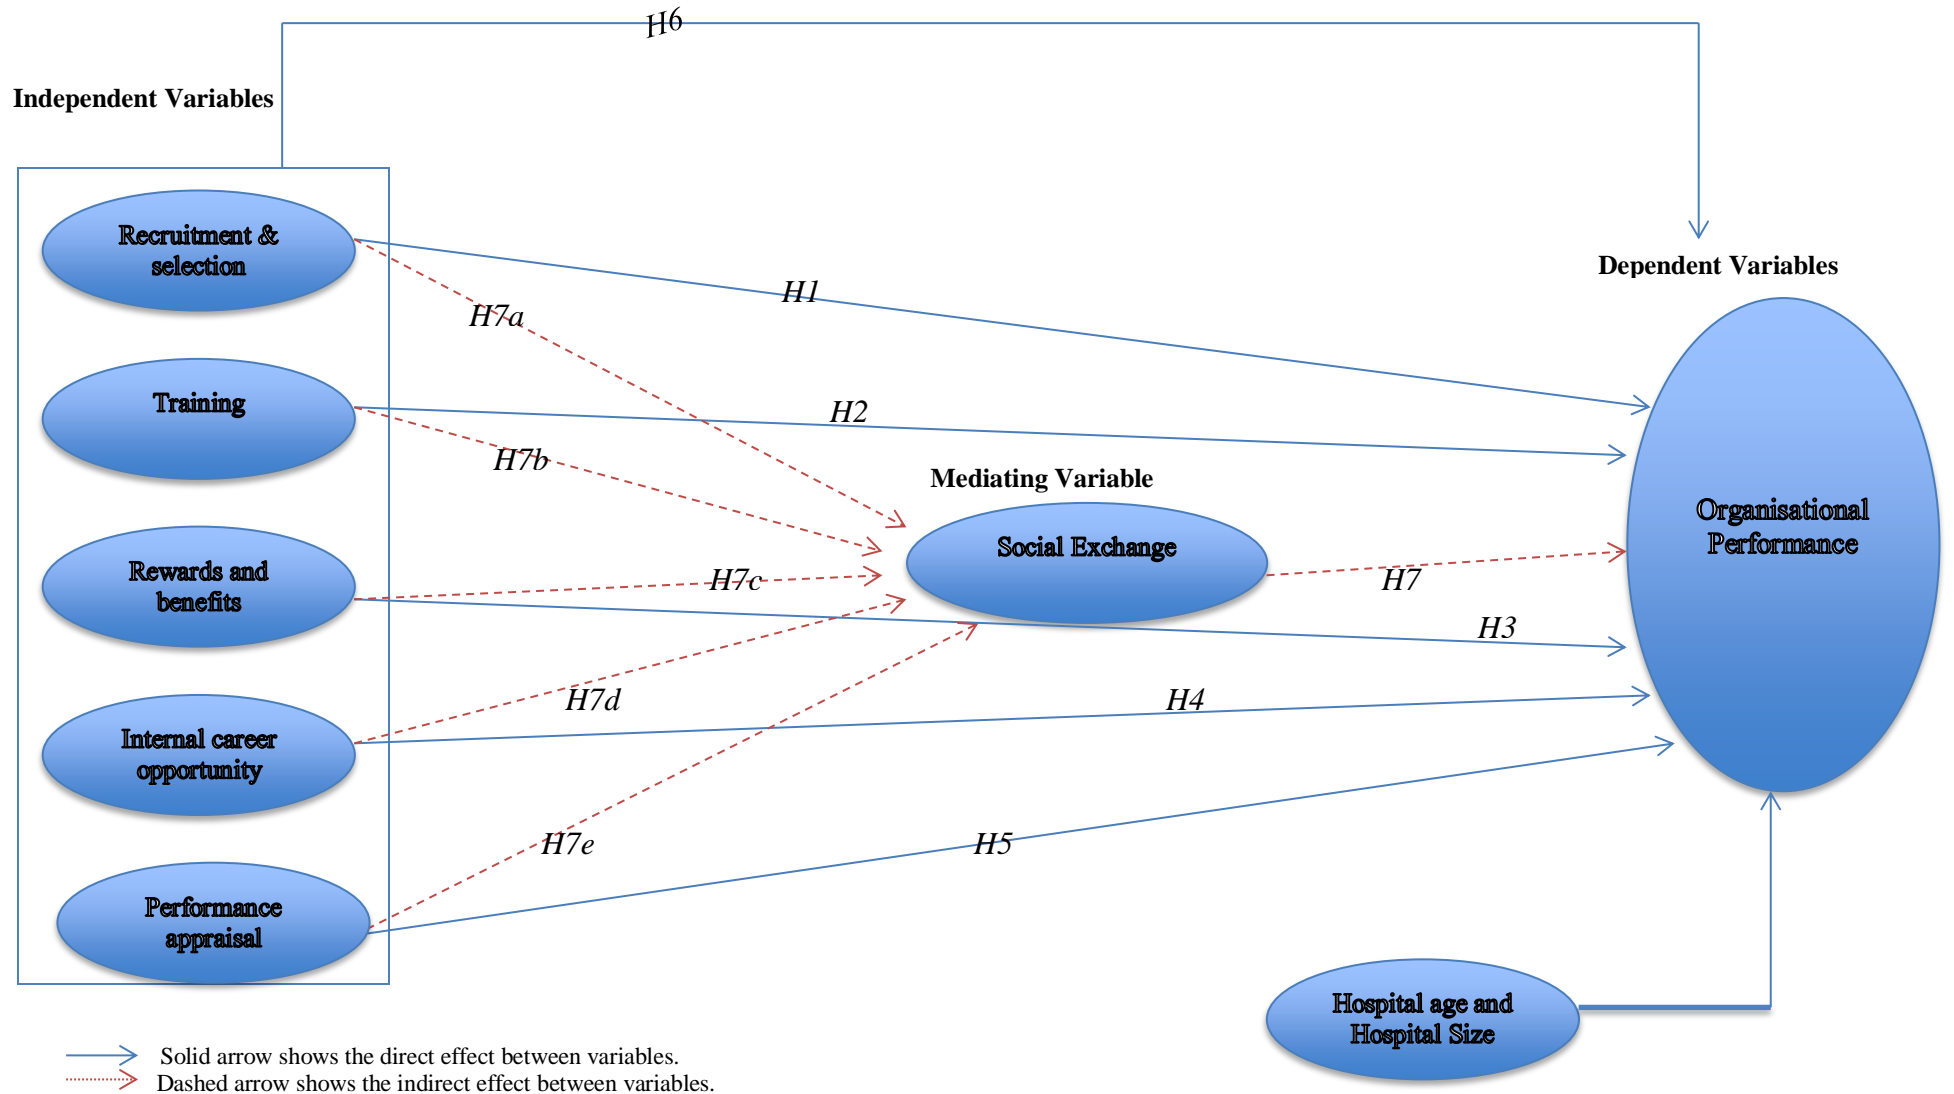 H6
Independent Variables
Recruitment &
selection
Dependent Variables
H1
H7a
Training
H2
H7b
Mediating Variable
Organisational
Performance
Social Exchange
Rewards and
benefits
H7c
H7
H3
H7d
H4
Internal career
opportunity
H7e
H5
Performance
appraisal
Hospital age and
Hospital Size
Solid arrow shows the direct effect between variables.
Dashed arrow shows the indirect effect between variables.